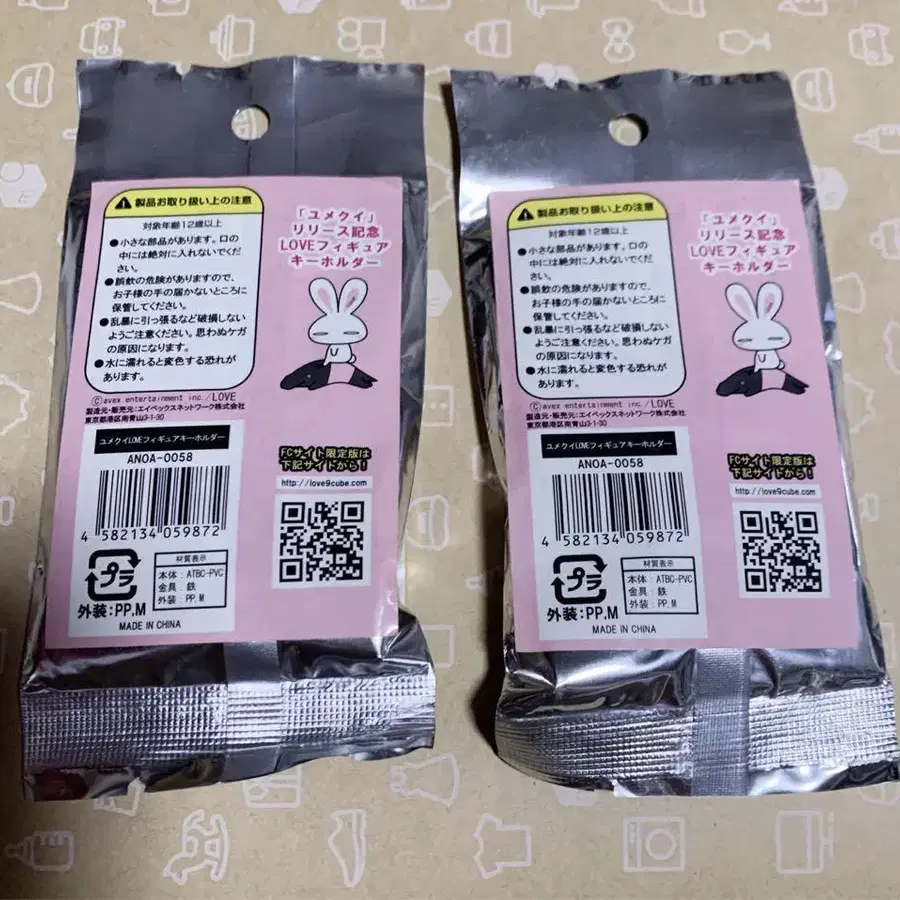 製品お取り扱い上の注意
対象年齢12歳以上
●小さな部品があります。口の
中には絶対に入れないでくだ
さい。
●誤飲の危険がありますので、
お子様の手の届かないところに
保管してください。
●乱暴に引っ張るなど破損しない
ようご注意ください。思わぬケガ
の原因になります。
●水に濡れると変色する恐れが
あります。
「ユメクイ」
リリース記念
LOVEフィギュア
キーホルダー
Ⓒavex entertainment inc./LOVE
製造元・販売元:エイベックスネットワーク株式会社
東京都港区南青山3-1-30
ユメクイLOVEフィギュアキーホルダー
ANOA-0058
4 582134 059872
プラ
外装:PP,M
材質表示
本体:ATBC-PVC
金具:鉄
外装:PP,M
MADE IN CHINA
FCサイト限定版は
下記サイトから!
http://love9cube.com
製品お取り扱い上の注意
対象年齢12歳以上
●小さな部品があります。口の
中には絶対に入れないでくだ
さい。
●誤飲の危険がありますので、
お子様の手の届かないところに
保管してください。
●乱暴に引っ張るなど破損しない
ようご注意ください。思わぬケガ
の原因になります。
●水に濡れると変色する恐れが
あります。
「ユメクイ」
リリース記念
LOVEフィギュア
キーホルダー
Ⓒavex entertainment inc./LOVE
製造元・販売元:エイベックスネットワーク株式会社
東京都港区南青山3-1-30
ユメクイLOVEフィギュアキーホルダー
ANOA-0058
4 582134 059872
プラ
外装:PP,M
材質表示
本体:ATBC-PVC
金具:鉄
外装:PP,M
MADE IN CHINA
FCサイト限定版は
下記サイトから!
http://love9cube.com